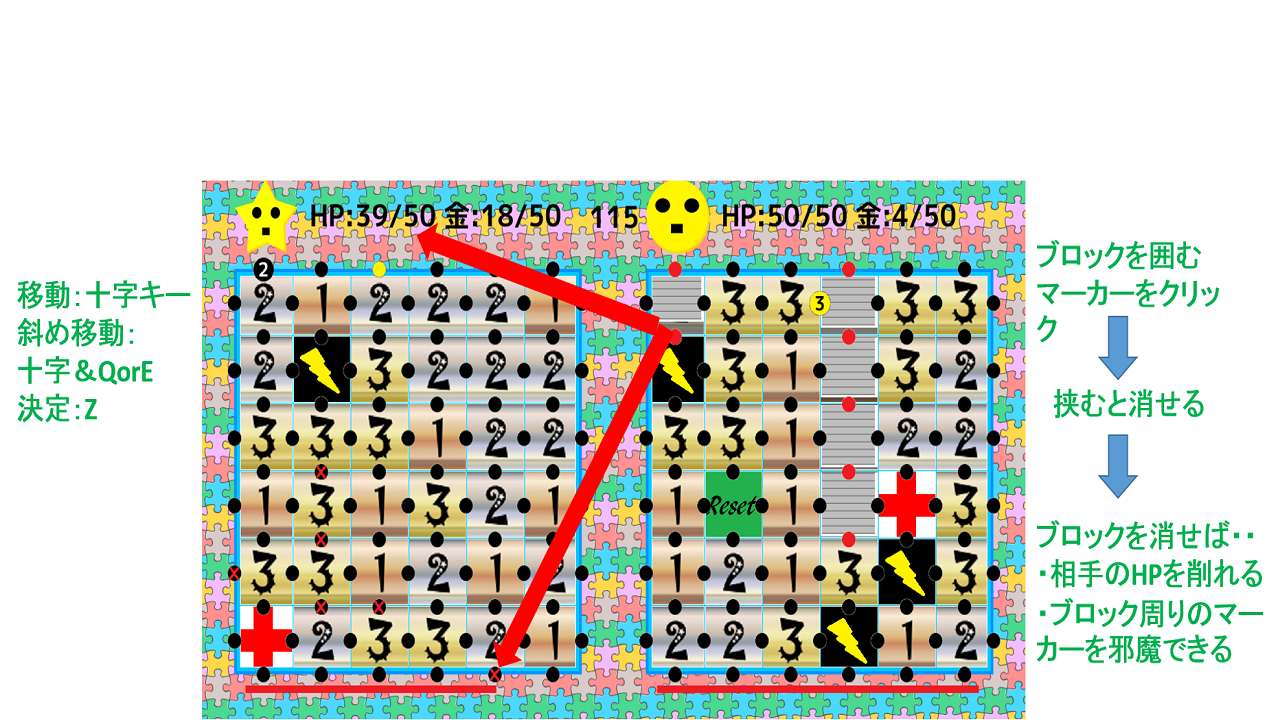 HP:39/50 金:18/50 115 HP:50/50 金:4/50
移動：十字キー
斜め移動：
十字＆QorE
決定：Z
2
2 1 2 2 2 1
2 3 2 2 2
3 3 3 1 2 2
1 3 1 3 2 1
3 3 1 2 1 2
2 3 3 2 1
3 3 3 3 3
3 1 3 2
3 3 1 2 2
1 Reset 1 3
1 2 1 3 3
2 2 3 1 2
ブロックを囲む
マーカーをクリッ
ク
挟むと消せる
ブロックを消せば・・
・相手のHPを削れる
・ブロック周りのマー
カーを邪魔できる